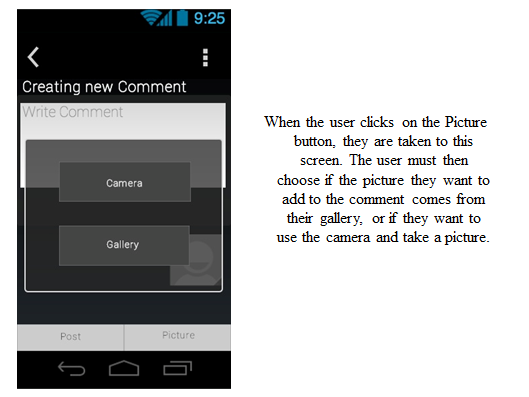 9:25
Creating new Comment
Write Comment
Camera
Gallery
Post Picture
When the user clicks on the Picture
button, they are taken to this
screen. The user must then
choose if the picture they want to
add to the comment comes from
their gallery, or if they want to
use the camera and take a picture.